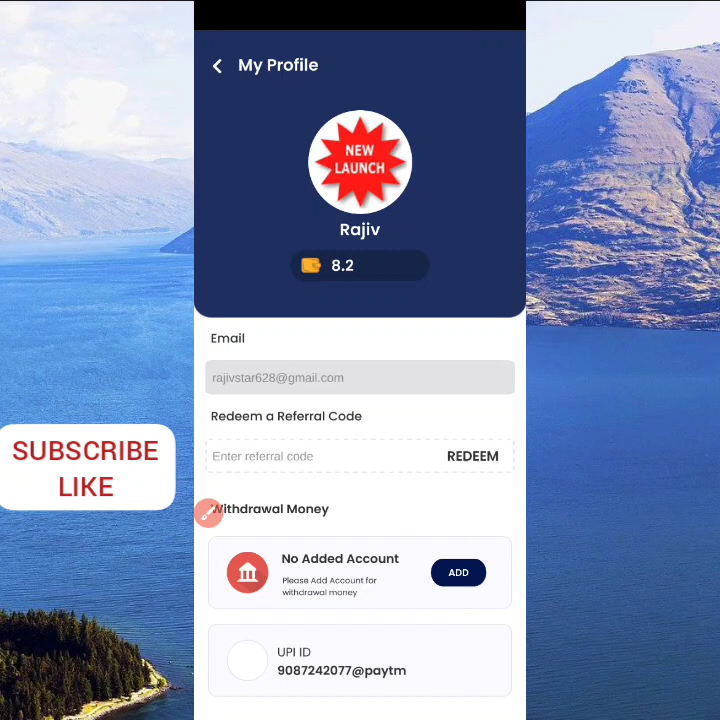 My Profile
NEW
LAUNCH
Rajiv
8.2
Email
rajivstar628@gmail.com
Redeem a Referral Code
Enter referral code
REDEEM
SUBSCRIBE
LIKE
Withdrawal Money
No Added Account
Please Add Account for
withdrawal money
ADD
UPI ID
9087242077@paytm